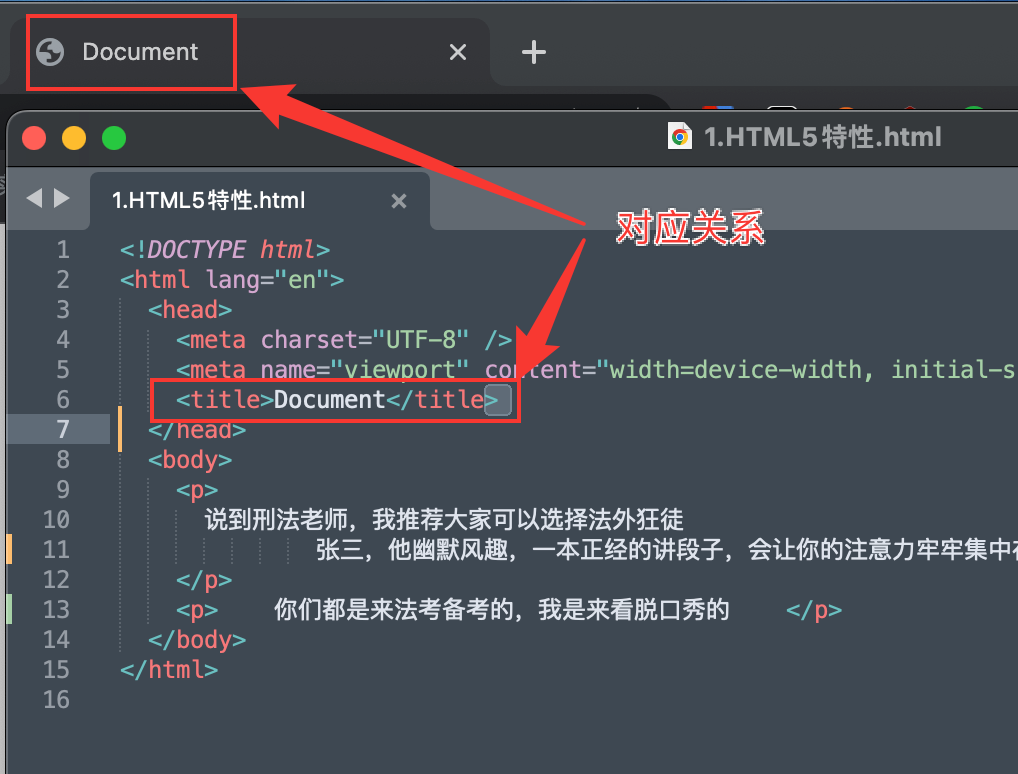 Document
1.HTML5特性.html
1.HTML5特性.html
对应关系
1 <!DOCTYPE html>
2 <html lang="en">
3 <head>
4 <meta charset="UTF-8" />
5 <meta name="viewport" content="width=device-width, initial-s
6 <title>Document</title>
7 </head>
8 <body>
9 <p>
10 说到刑法老师，我推荐大家可以选择法外狂徒
11 张三，他幽默风趣，一本正经的讲段子，会让你的注意力牢牢集中在
12 </p>
13 <p> 你们都是来法考备考的，我是来看脱口秀的 </p>
14 </body>
15 </html>
16